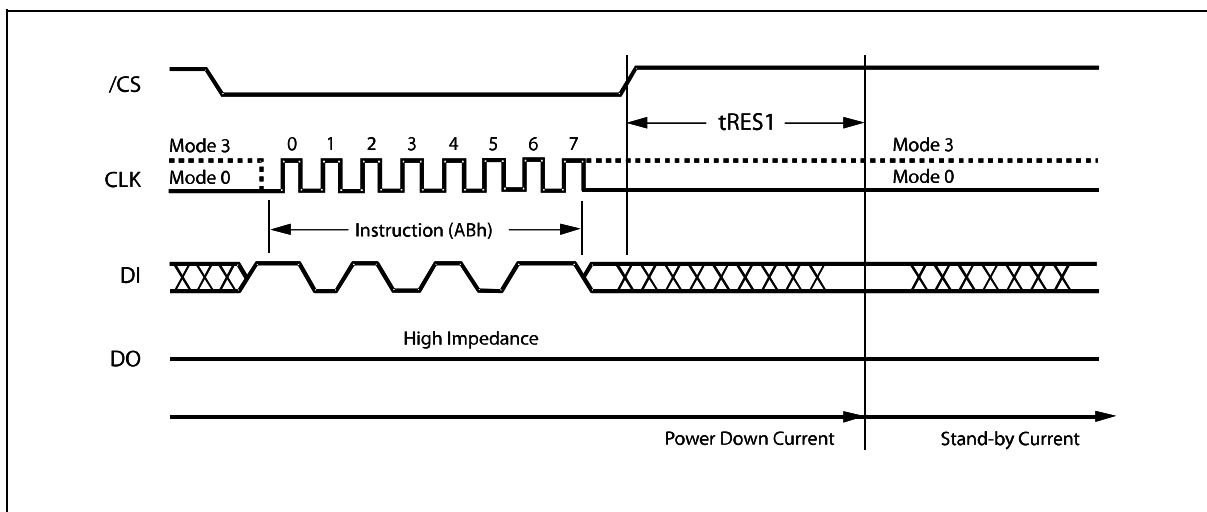 /CS
tRES1
Mode 3
0 1 2 3 4 5 6 7
Mode 3
CLK
Mode 0
Mode 0
Instruction (ABh)
DI
High Impedance
DO
Power Down Current
Stand-by Current